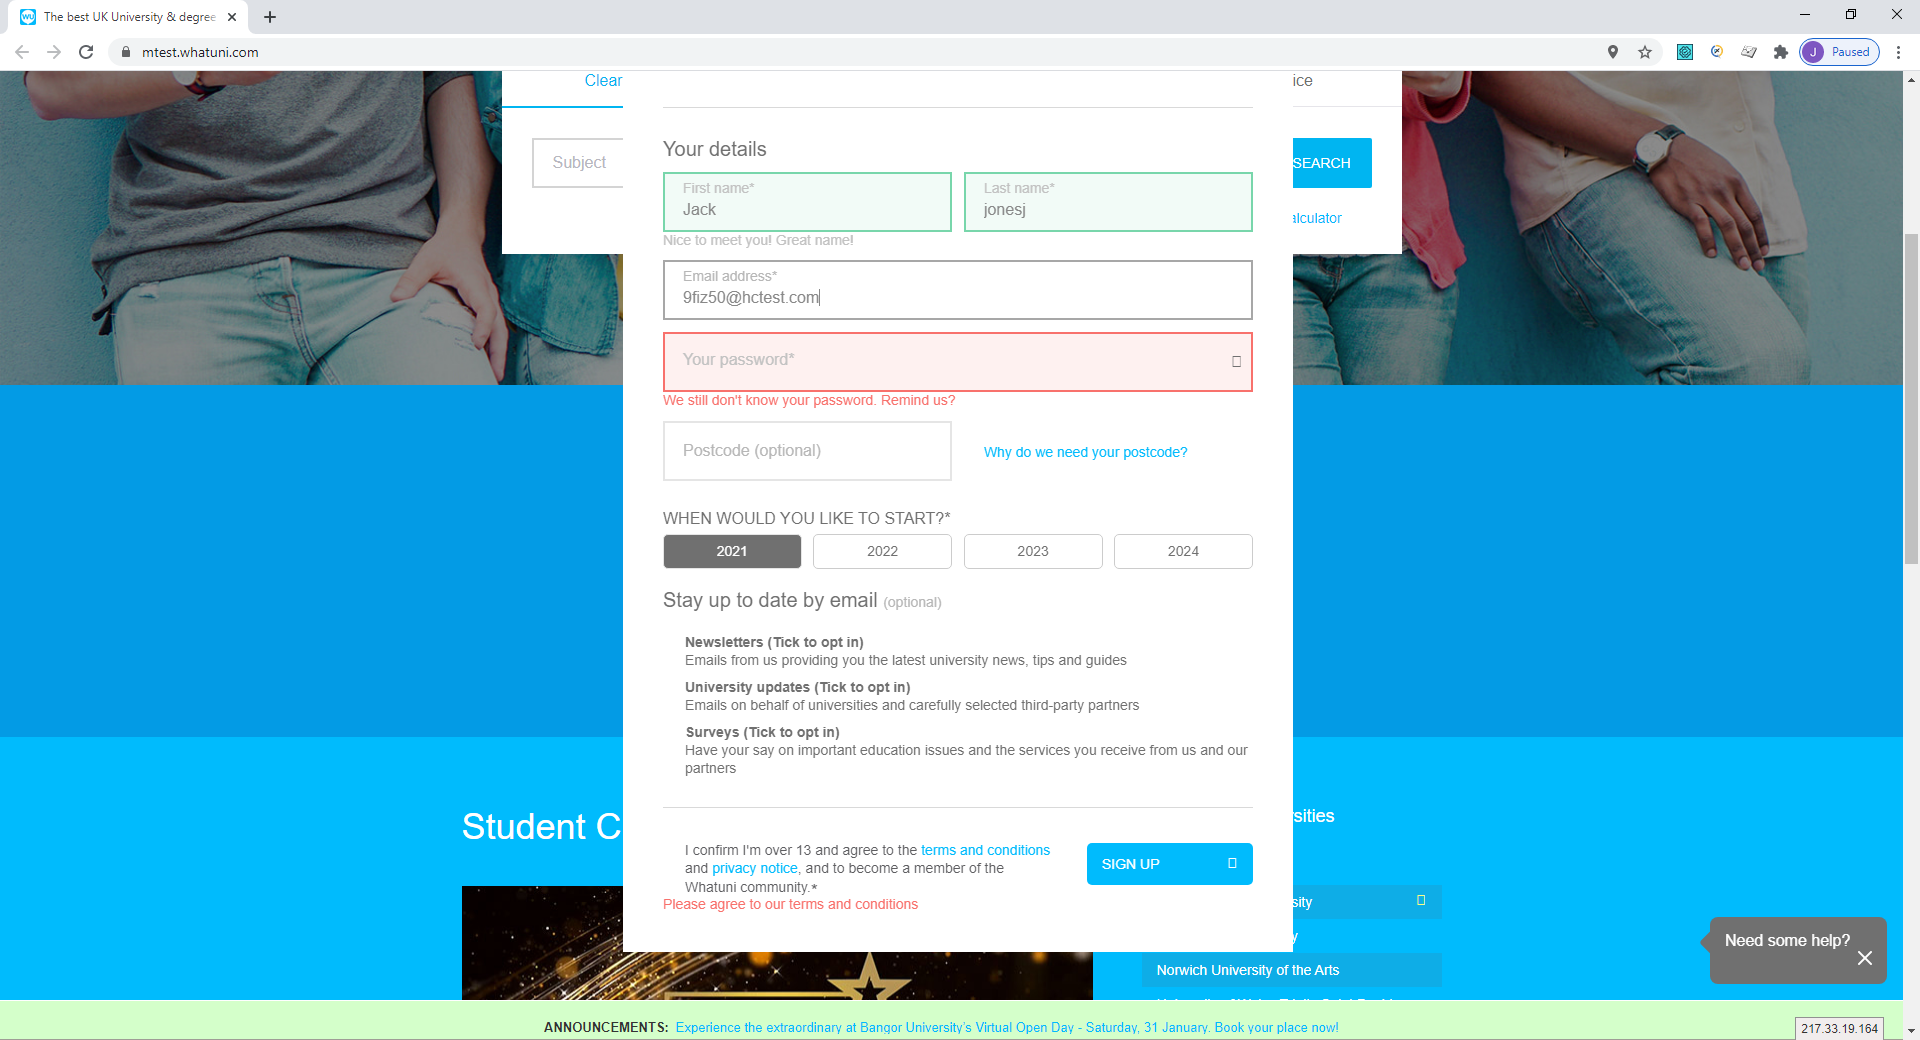 The best UK University & degree
mtest.whatuni.com
J Paused
Clear
ice
Subject
SEARCH
alculator
Your details
First name*
Jack
Last name*
jonesj
Nice to meet you! Great name!
Email address*
9fiz50@hctest.com
Your password*
We still don't know your password. Remind us?
Postcode (optional)
Why do we need your postcode?
WHEN WOULD YOU LIKE TO START?*
2021
2022
2023
2024
Stay up to date by email (optional)
Newsletters (Tick to opt in)
Emails from us providing you the latest university news, tips and guides
University updates (Tick to opt in)
Emails on behalf of universities and carefully selected third-party partners
Surveys (Tick to opt in)
Have your say on important education issues and the services you receive from us and our
partners
Student C
rsities
I confirm I'm over 13 and agree to the terms and conditions
and privacy notice, and to become a member of the
Whatuni community.*
SIGN UP
Please agree to our terms and conditions
sity
y
Norwich University of the Arts
Need some help?
ANNOUNCEMENTS: Experience the extraordinary at Bangor University's Virtual Open Day - Saturday, 31 January. Book your place now!
217.33.19.164